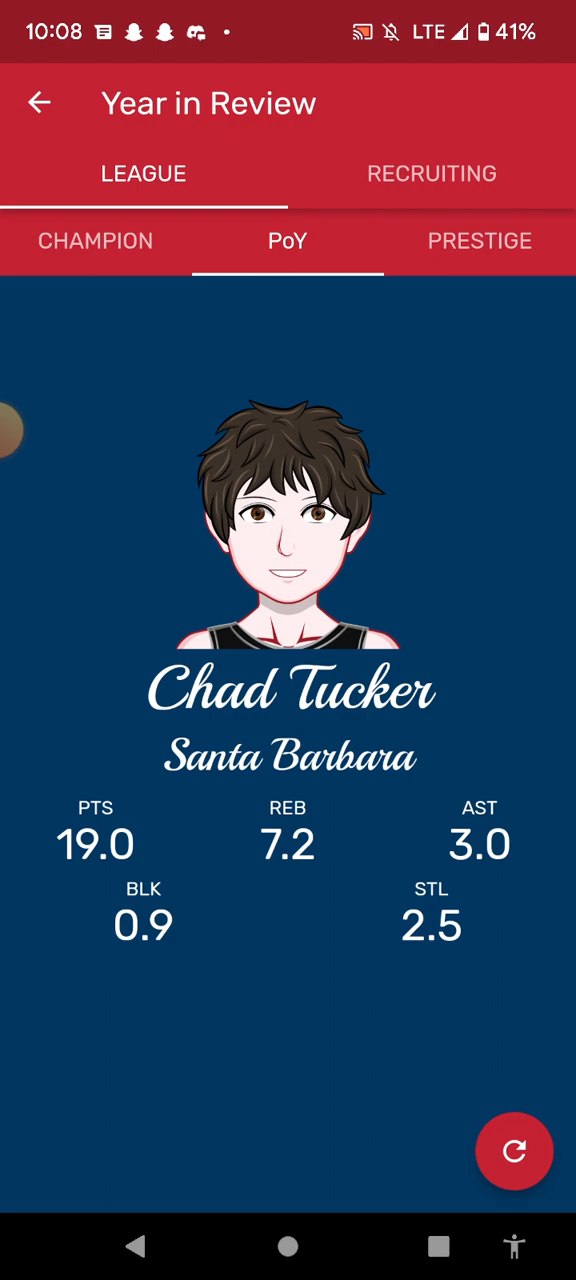 10:08 LTE 41%
Year in Review
LEAGUE RECRUITING
CHAMPION PoY PRESTIGE
Chad Tucker
Santa Barbara
PTS REB AST
19.0 7.2 3.0
BLK STL
0.9 2.5